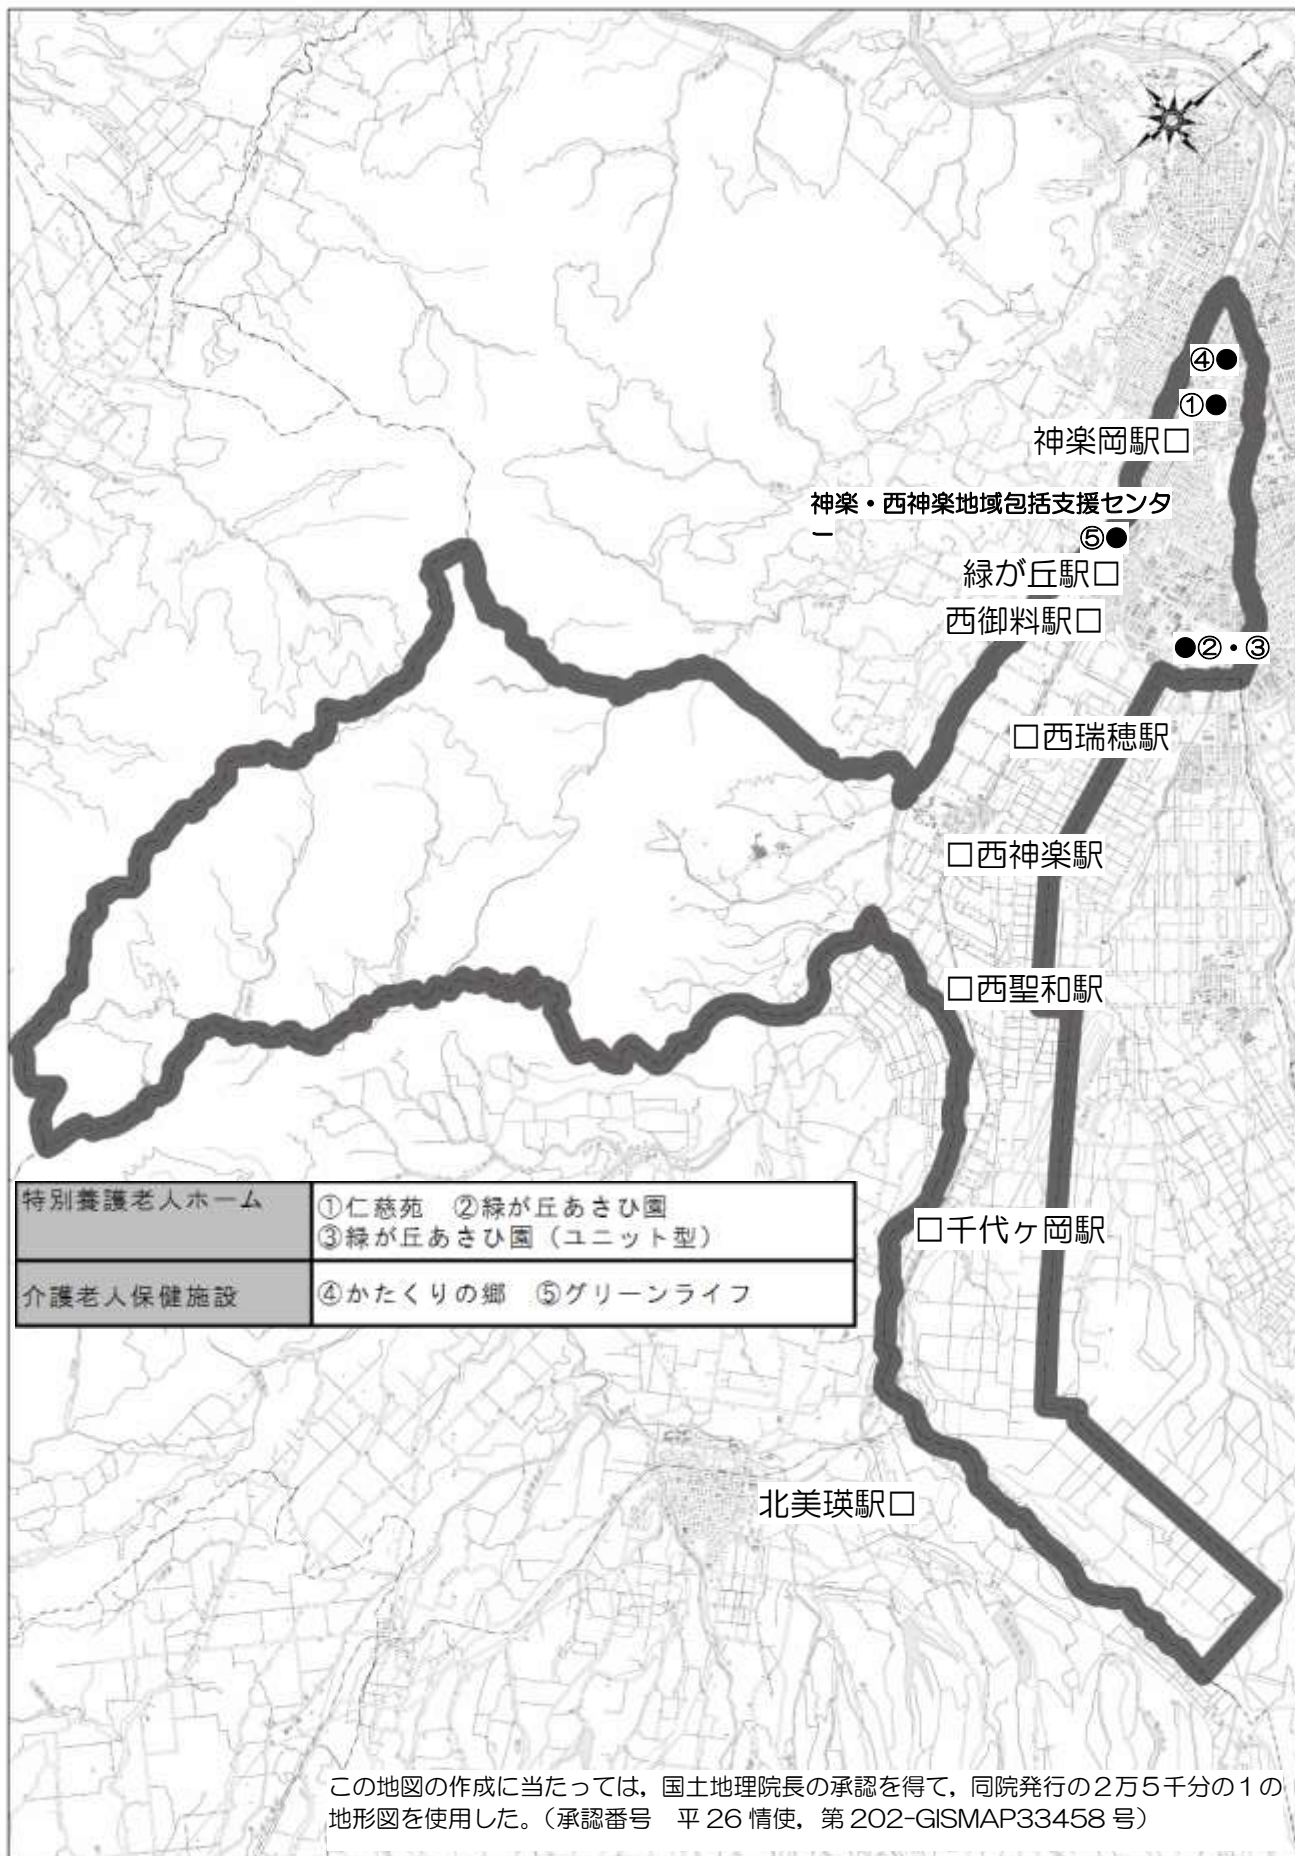 ④●
①●
神楽岡駅□
神楽・西神楽地域包括支援センタ
ー
⑤●
緑が丘駅□
西御料駅□
●②・③
□西瑞穂駅
□西神楽駅
□西聖和駅
特別養護老人ホーム
①仁慈苑　②緑が丘あさひ園
③緑が丘あさひ園（ユニット型）
介護老人保健施設
④かたくりの郷　⑤グリーンライフ
□千代ヶ岡駅
北美瑛駅□
この地図の作成に当たっては，国土地理院長の承認を得て，同院発行の２万５千分の１の
地形図を使用した。（承認番号　平 26 情使，第 202-GISMAP33458 号）